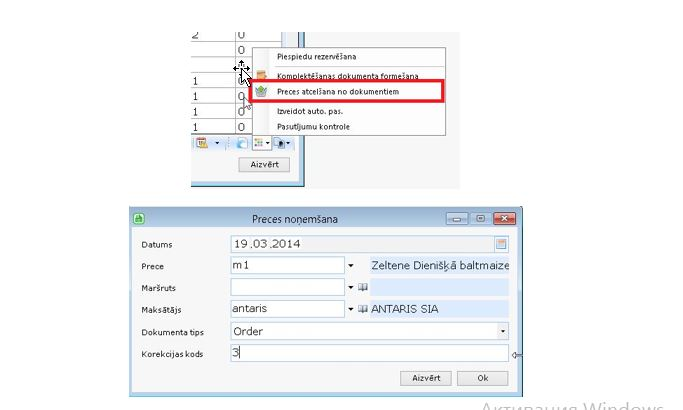 2 0
0
Piespiedu rezervēšana
Komplektēšanas dokumenta formēšana
1 0
Preces atcelšana no dokumentiem
1 0
Izveidot auto. pas.
1 0
Pasutījumu kontrole
1 0
Aizvērt
Preces noņemšana
Datums 19.03.2014
Prece m1 Zeltene Dienišķā baltmaize
Maršruts
Maksātājs antaris ANTARIS SIA
Dokumenta tips Order
Korekcijas kods 3
Aizvērt Ok
Активация Windows